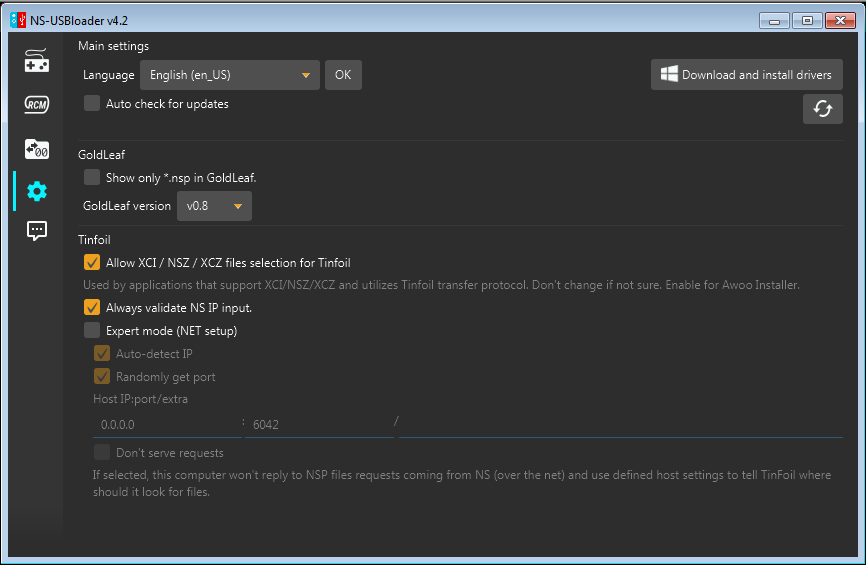 NS-USBloader v4.2
Main settings
Language English (en_US) OK Download and install drivers
Auto check for updates
RCM
GoldLeaf
00
Show only *.nsp in GoldLeaf.
GoldLeaf version v0.8
Tinfoil
Allow XCI / NSZ / XCZ files selection for Tinfoil
Used by applications that support XCI/NSZ/XCZ and utilizes Tinfoil transfer protocol. Don't change if not sure. Enable for Awoo Installer.
Always validate NS IP input.
Expert mode (NET setup)
Auto-detect IP
Randomly get port
Host IP:port/extra
0.0.0.0 : 6042 /
Don't serve requests
If selected, this computer won't reply to NSP files requests coming from NS (over the net) and use defined host settings to tell TinFoil where
should it look for files.